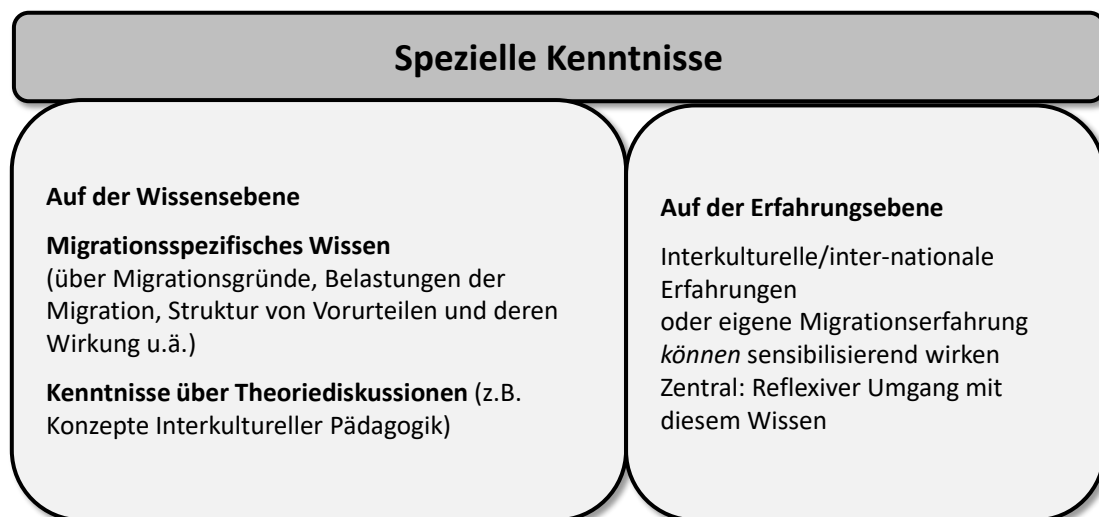 Spezielle Kenntnisse
Auf der Wissensebene
Migrationsspezifisches Wissen
(über Migrationsgründe, Belastungen der
Migration, Struktur von Vorurteilen und deren
Wirkung u.ä.)
Kenntnisse über Theoriediskussionen (z.B.
Konzepte Interkultureller Pädagogik)
Auf der Erfahrungsebene
Interkulturelle/inter-nationale
Erfahrungen
oder eigene Migrationserfahrung
können sensibilisierend wirken
Zentral: Reflexiver Umgang mit
diesem Wissen